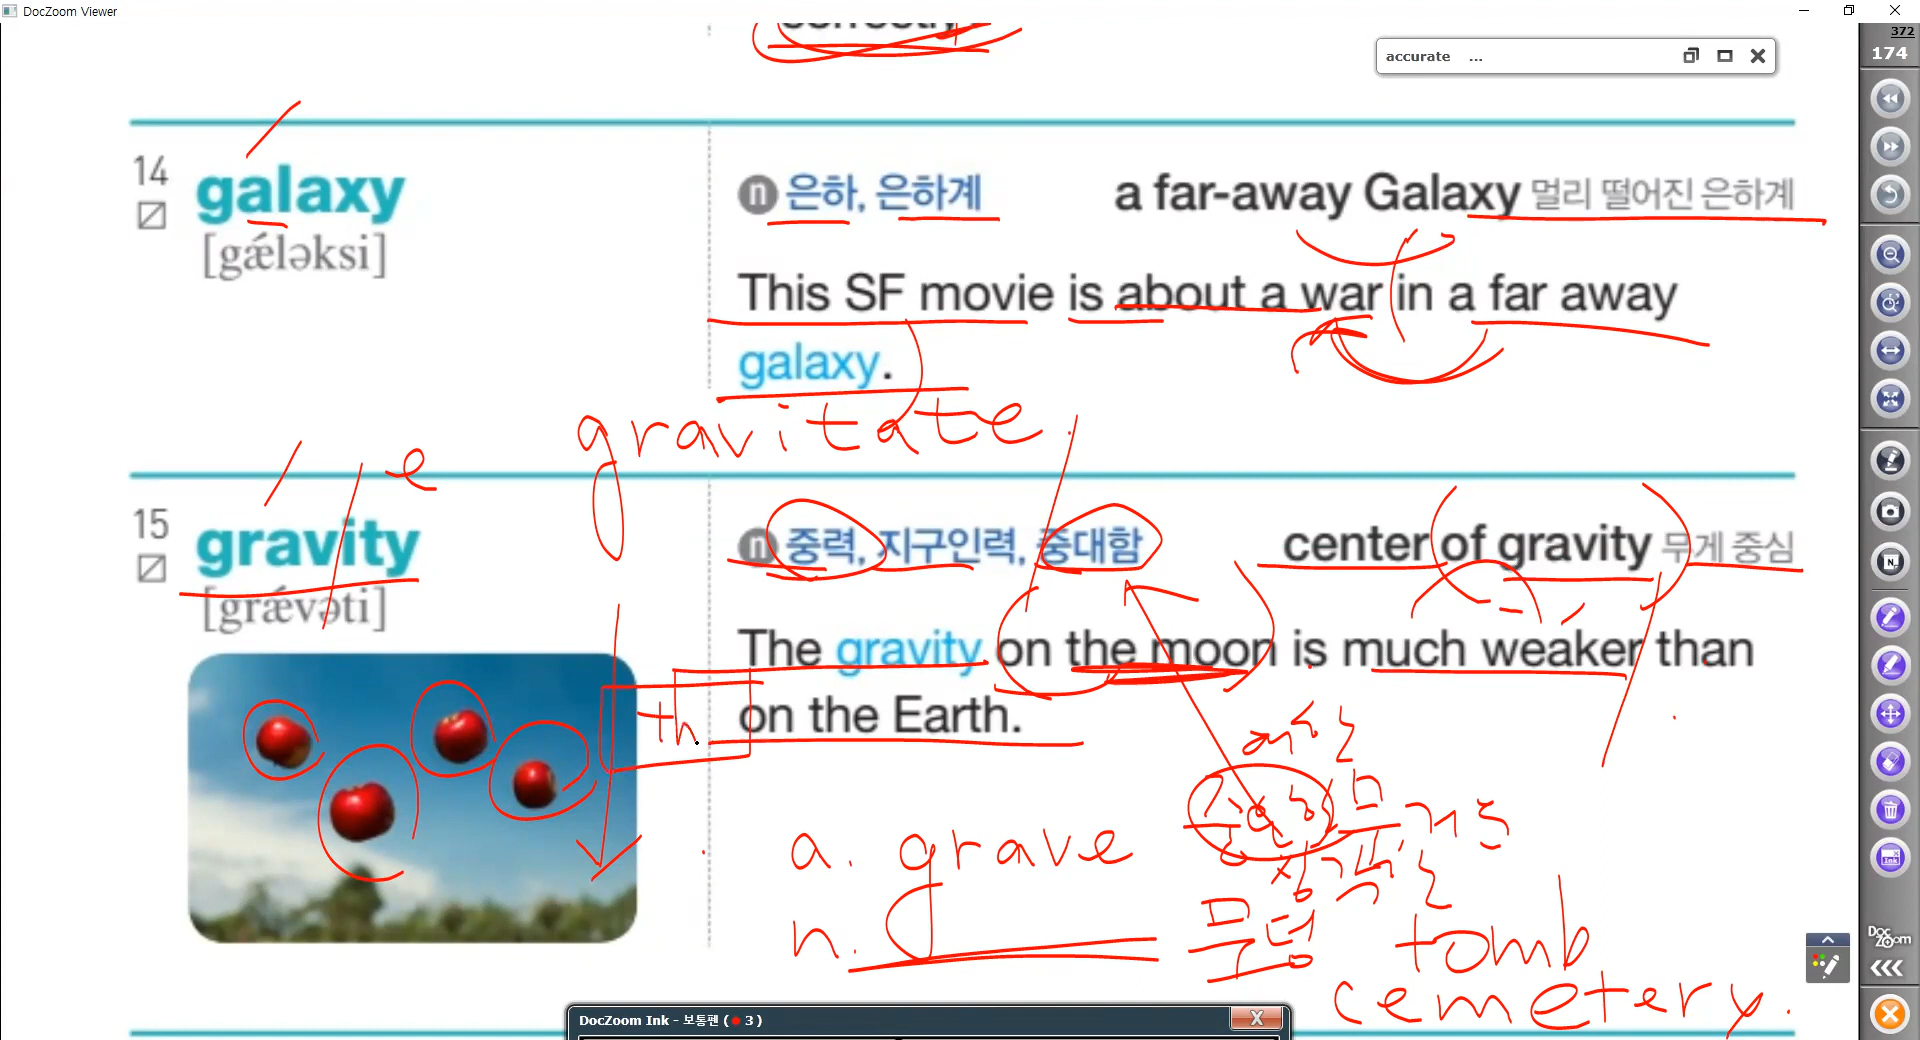 DocZoom Viewer
372
174
correctly
accurate ...
14
galaxy
[gǽləksi]
n 은하, 은하계 a far-away Galaxy 멀리 떨어진 은하계
This SF movie is about a war in a far away
galaxy.
gravitate
e
15
gravity
[grǽvəti]
n 중력, 지구인력, 중대함 center of gravity 무게 중심
The gravity on the moon is much weaker than
on the Earth.
th
a. grave
n.
무덤
tomb
cemetery.
DocZoom
Ink
DocZoom Ink - 보통펜 ( 3 )